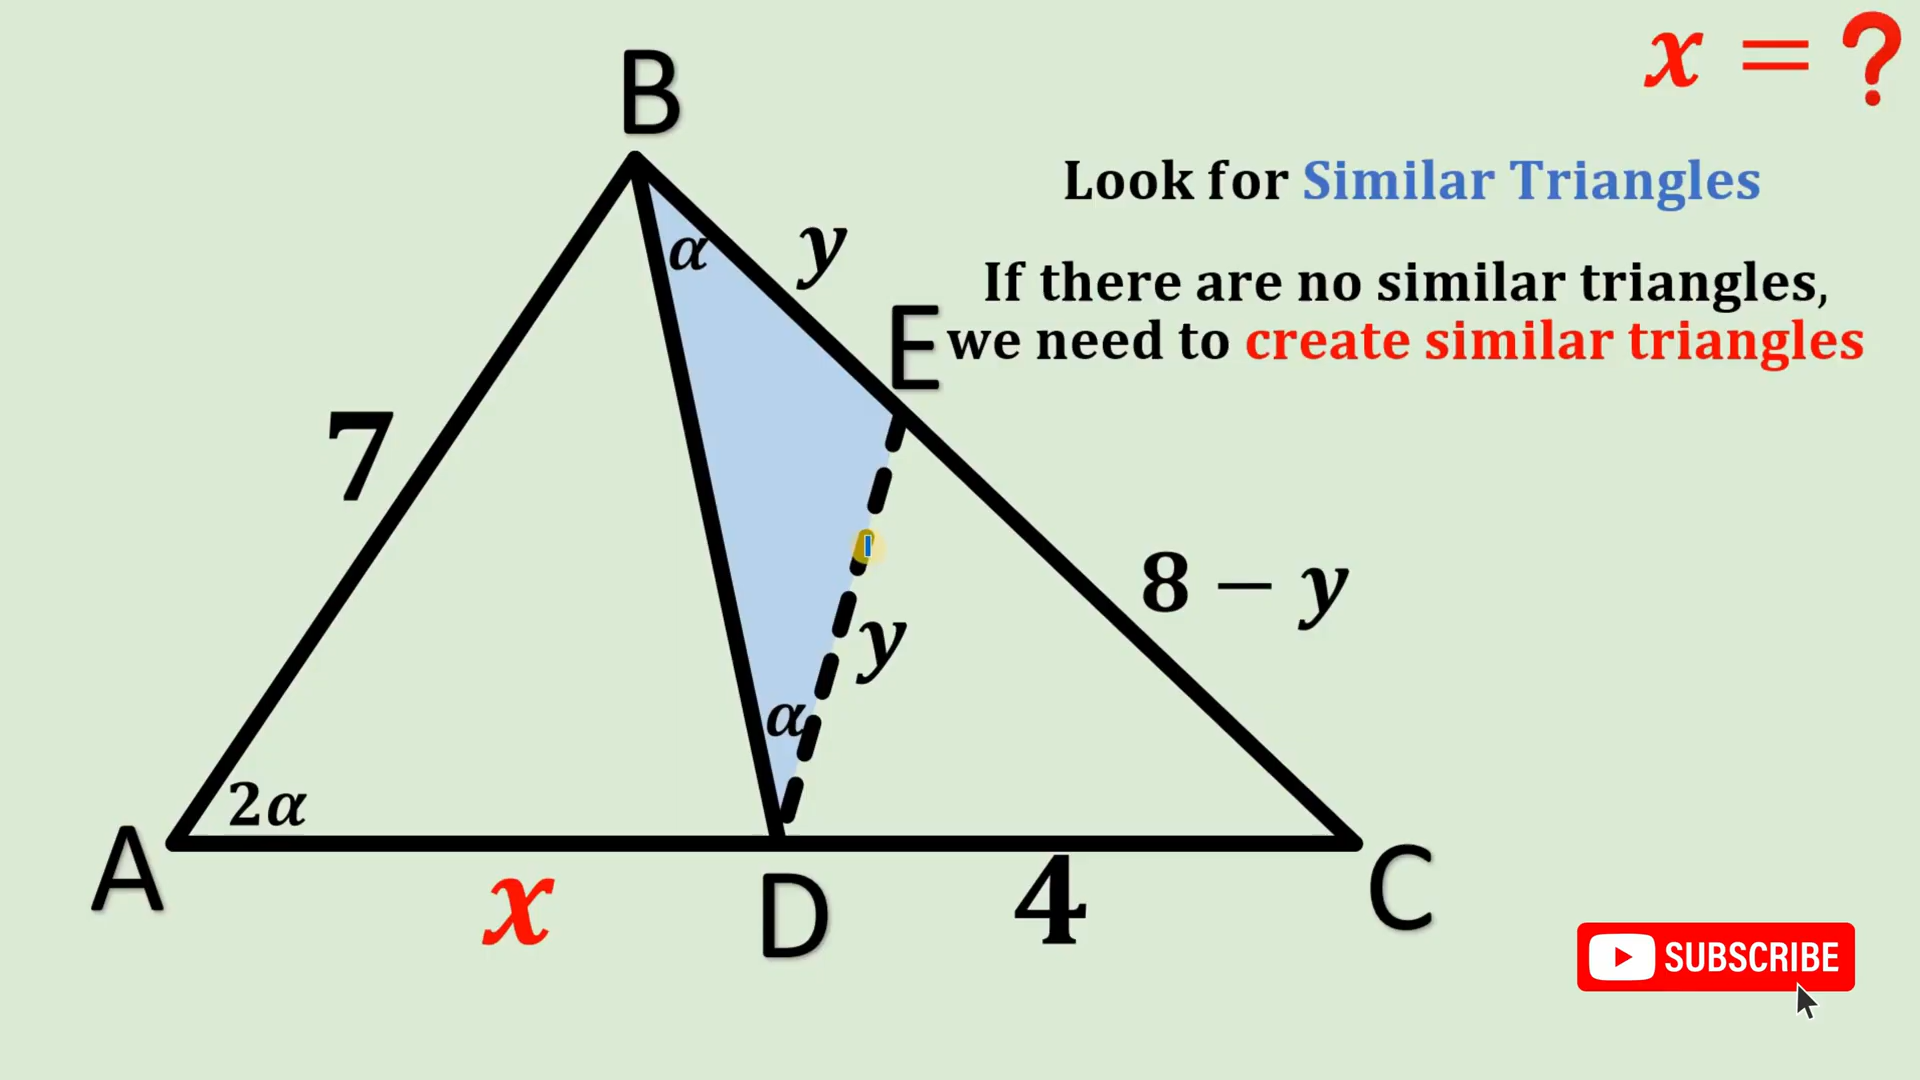 x = ?
B
Look for Similar Triangles
α
y
If there are no similar triangles,
E
we need to create similar triangles
7
8 − y
y
α
2α
A
x
D
4
C
SUBSCRIBE